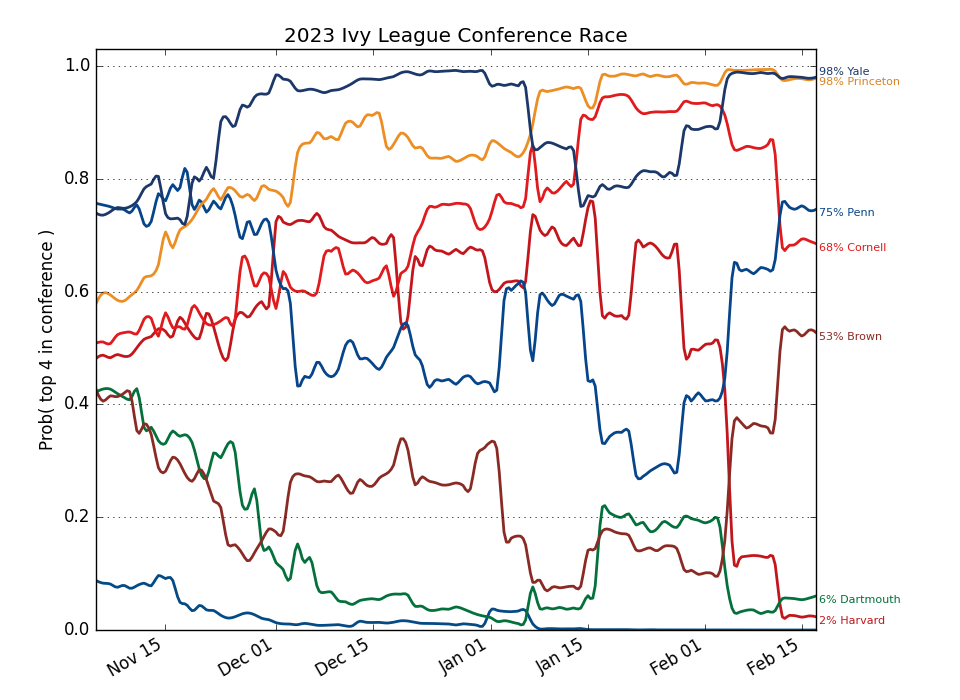 2023 Ivy League Conference Race
Prob( top 4 in conference )
1.0
0.8
0.6
0.4
0.2
0.0
Nov 15
Dec 01
Dec 15
Jan 01
Jan 15
Feb 01
Feb 15
98% Yale
98% Princeton
75% Penn
68% Cornell
53% Brown
6% Dartmouth
2% Harvard